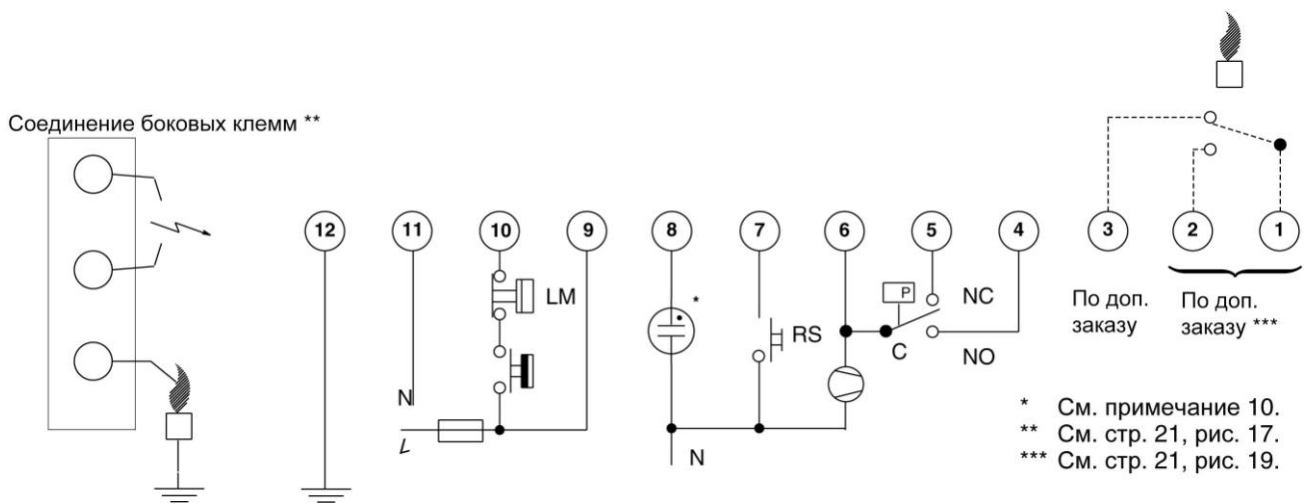 Соединение боковых клемм **
12
11
10
9
8
7
6
5
4
3
2
1
LM
*
RS
P
NC
C
NO
N
L
N
По доп.
заказу
По доп.
заказу ***
* См. примечание 10.
** См. стр. 21, рис. 17.
*** См. стр. 21, рис. 19.